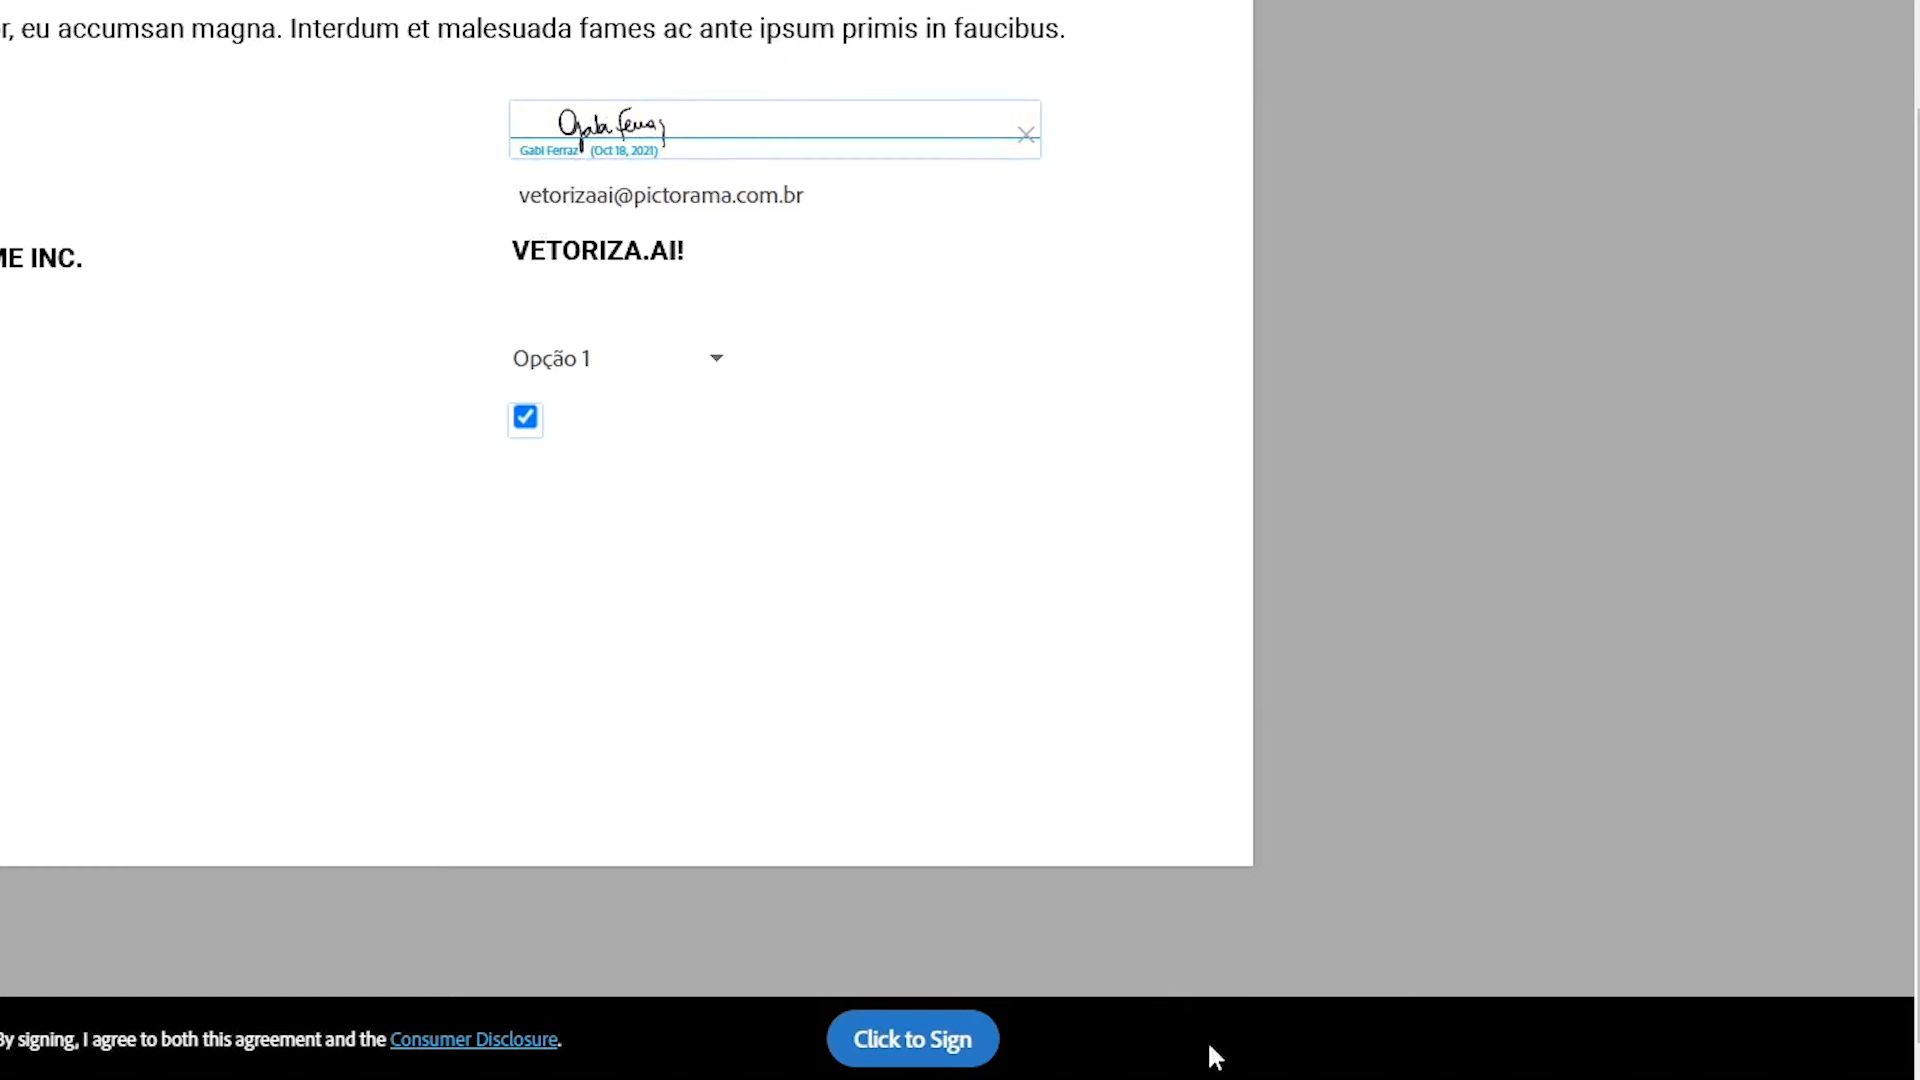 r, eu accumsan magna. Interdum et malesuada fames ac ante ipsum primis in faucibus.
Gabi Ferraz
Gabi Ferraz (Oct 18, 2021)
vetorizaai@pictorama.com.br
ME INC.
VETORIZA.AI!
Opção 1
By signing, I agree to both this agreement and the Consumer Disclosure.
Click to Sign